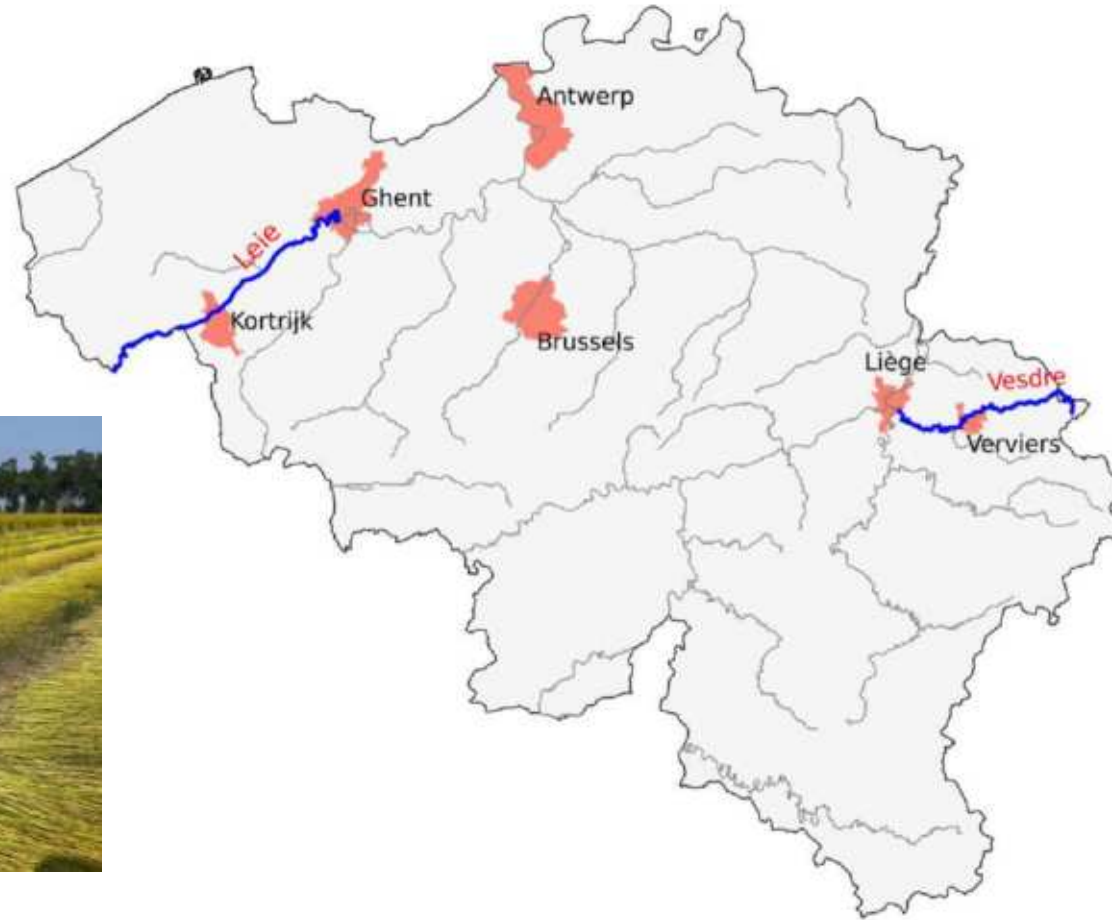 Antwerp
Ghent
Leie
Kortrijk
Brussels
Liège
Vesdre
Verviers